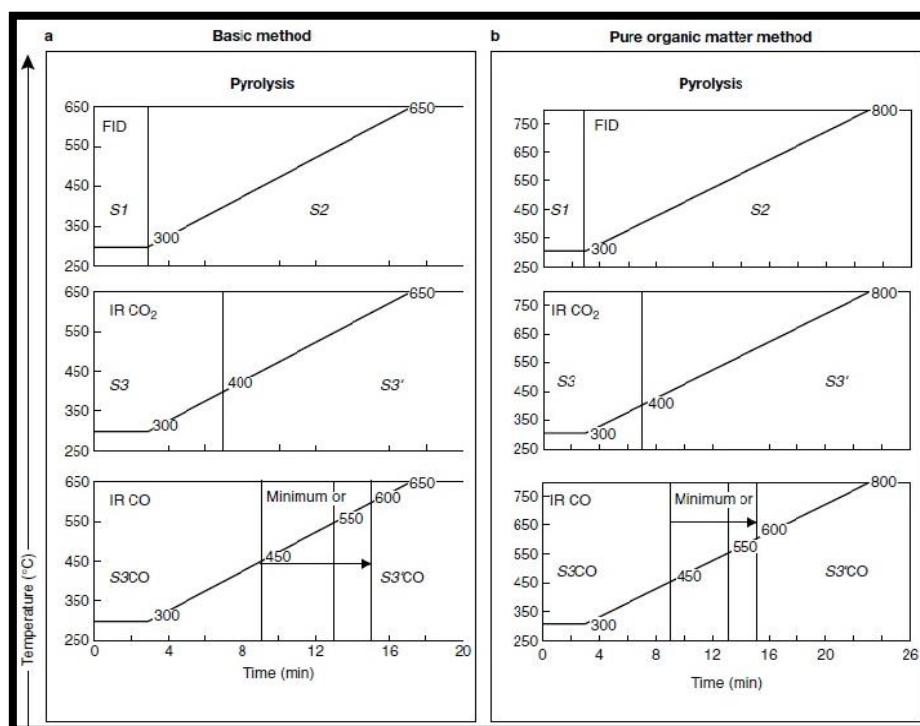 a Basic method
Pyrolysis
650
550
450
350
250
FID
S1
S2
300
650
650
550
450
350
250
IR CO₂
S3
S3'
300
400
650
650
550
450
350
250
IR CO
Minimum or
S3CO
S3'CO
300
450
550
600
650
0 4 8 12 16 20
Time (min)
Temperature (°C)
b Pure organic matter method
Pyrolysis
750
650
550
450
350
250
FID
S1
S2
300
800
750
650
550
450
350
250
IR CO₂
S3
S3'
300
400
800
750
650
550
450
350
250
IR CO
Minimum or
S3CO
S3'CO
300
450
550
600
800
0 4 8 12 16 20 26
Time (min)